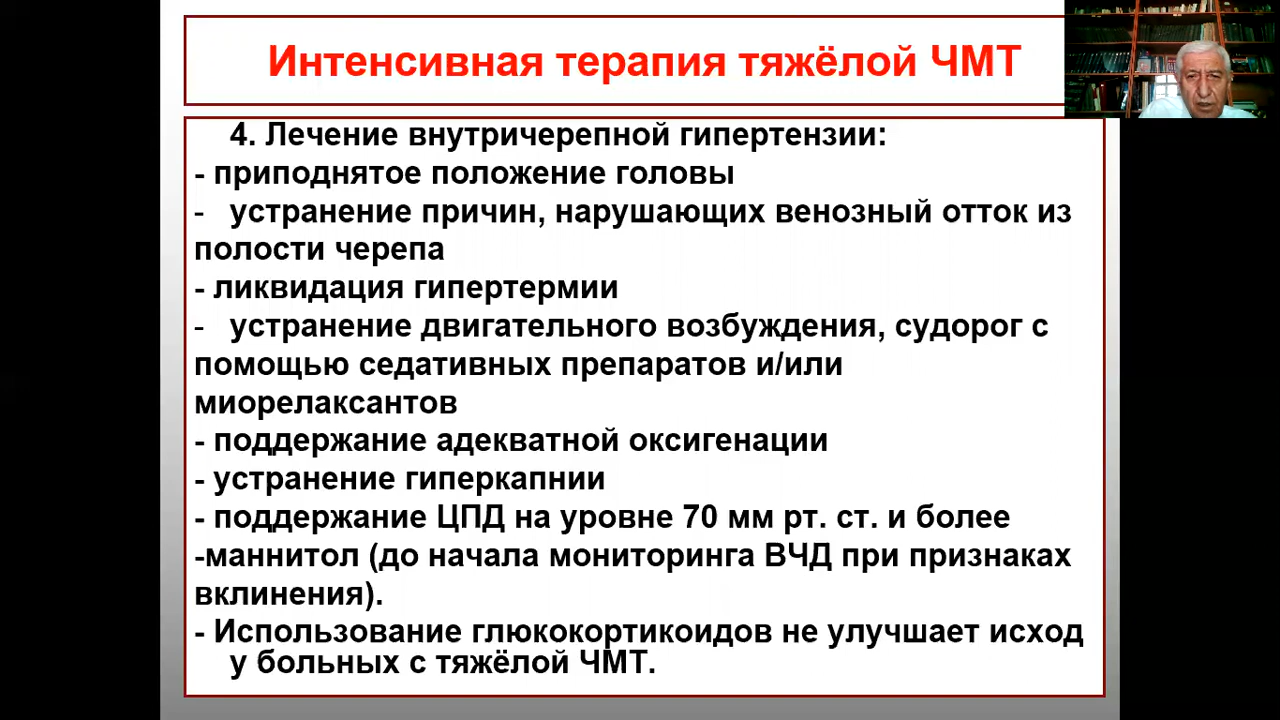 Интенсивная терапия тяжёлой ЧМТ
4. Лечение внутричерепной гипертензии:
- приподнятое положение головы
- устранение причин, нарушающих венозный отток из
полости черепа
- ликвидация гипертермии
- устранение двигательного возбуждения, судорог с
помощью седативных препаратов и/или
миорелаксантов
- поддержание адекватной оксигенации
- устранение гиперкапнии
- поддержание ЦПД на уровне 70 мм рт. ст. и более
-маннитол (до начала мониторинга ВЧД при признаках
вклинения).
- Использование глюкокортикоидов не улучшает исход
у больных с тяжёлой ЧМТ.